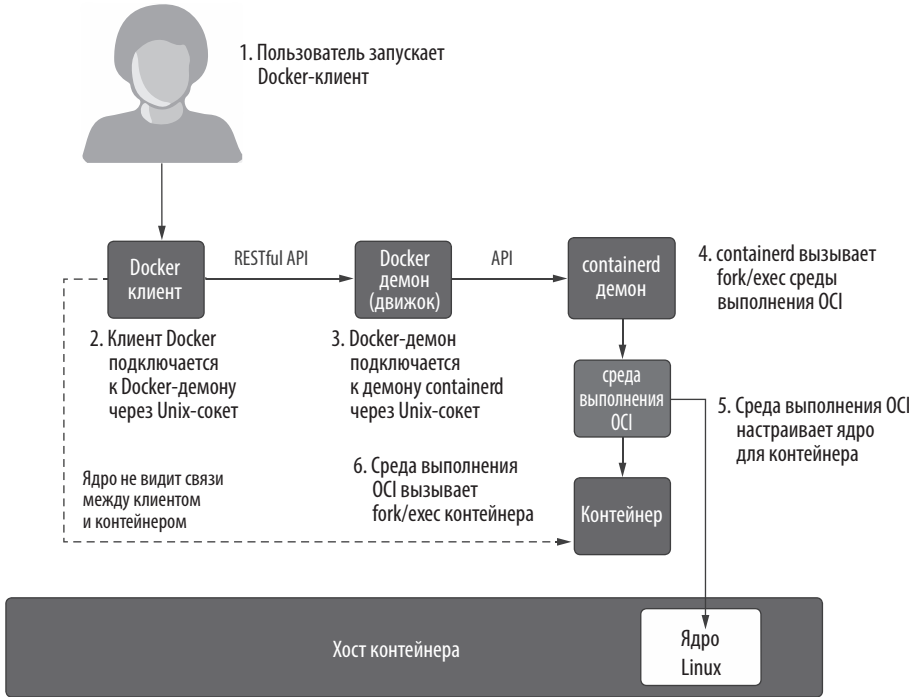 1. Пользователь запускает
Docker-клиент
Docker
клиент
RESTful API
Docker
демон
(движок)
API
containerd
демон
4. containerd вызывает
fork/exec среды
выполнения OCI
2. Клиент Docker
подключается
к Docker-демону
через Unix-сокет
3. Docker-демон
подключается
к демону containerd
через Unix-сокет
среда
выполнения
OCI
5. Среда выполнения OCI
настраивает ядро
для контейнера
Ядро не видит связи
между клиентом
и контейнером
6. Среда выполнения
OCI вызывает
fork/exec контейнера
Контейнер
Хост контейнера
Ядро
Linux